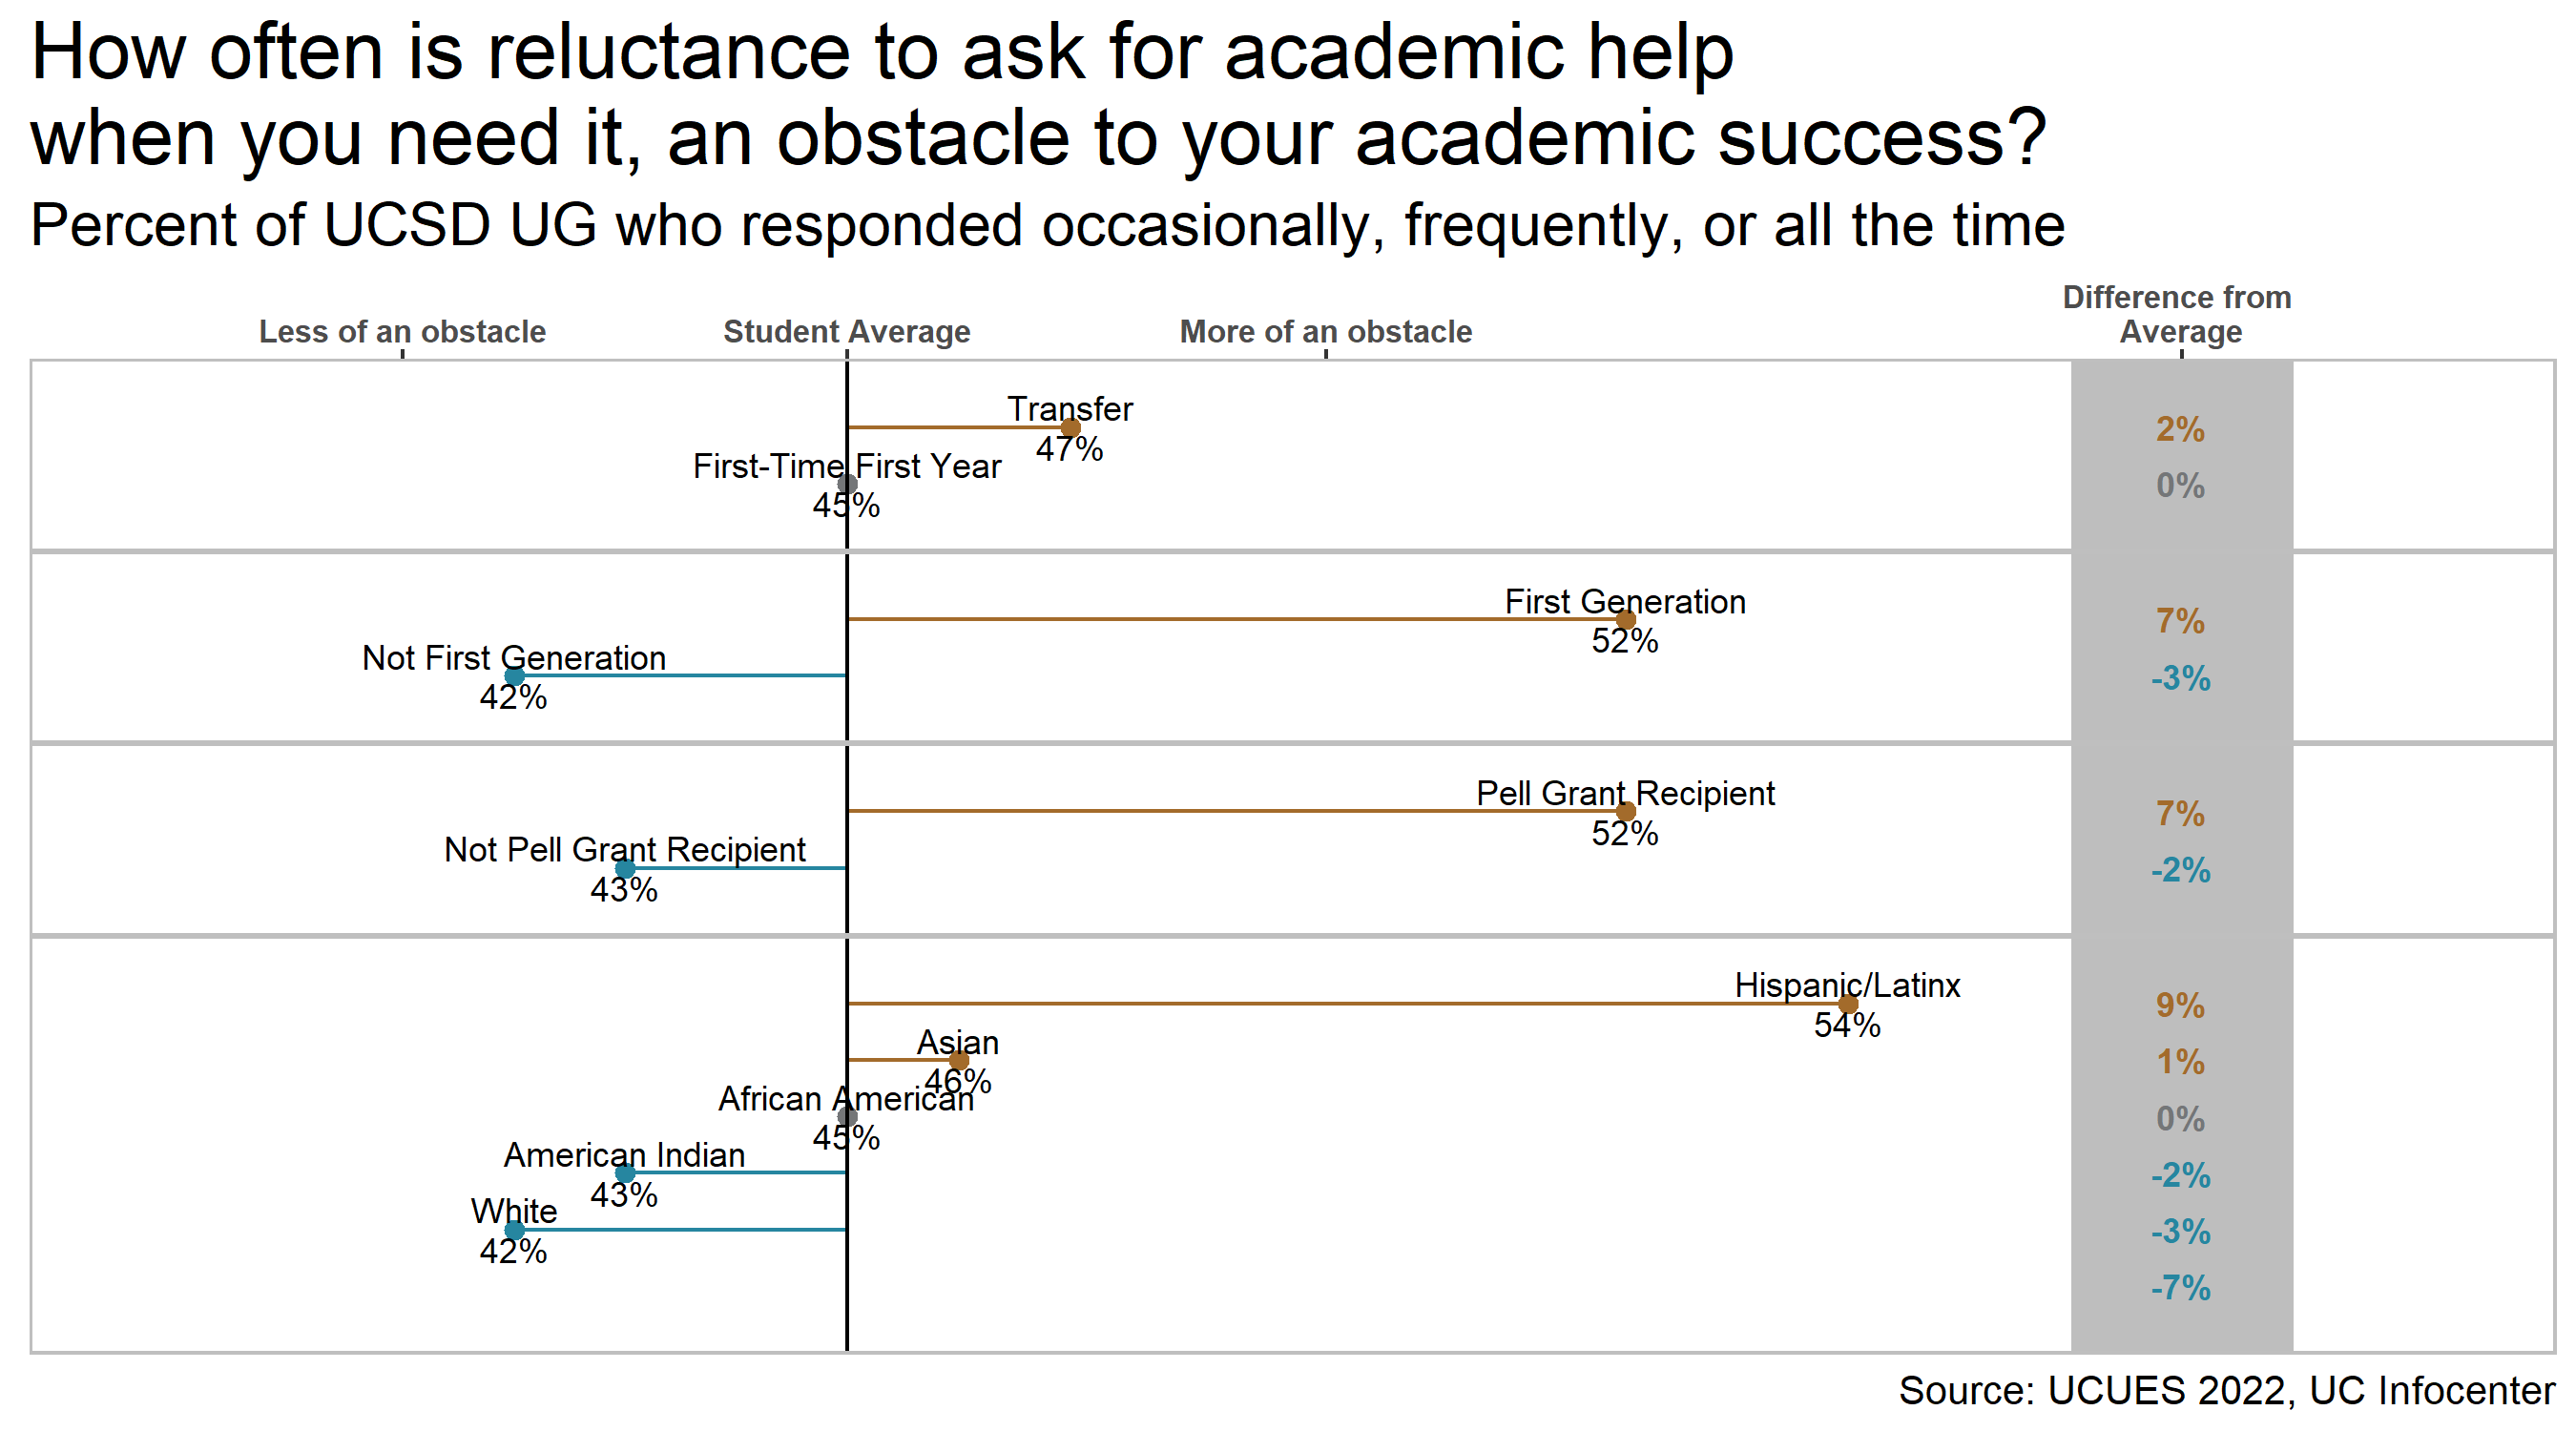 How often is reluctance to ask for academic help
when you need it, an obstacle to your academic success?
Percent of UCSD UG who responded occasionally, frequently, or all the time
Less of an obstacle
Student Average
More of an obstacle
Difference from
Average
Transfer
47%
2%
First-Time First Year
45%
0%
First Generation
52%
7%
Not First Generation
42%
-3%
Pell Grant Recipient
52%
7%
Not Pell Grant Recipient
43%
-2%
Hispanic/Latinx
54%
9%
Asian
46%
1%
African American
45%
0%
American Indian
43%
-2%
White
42%
-3%
-7%
Source: UCUES 2022, UC Infocenter